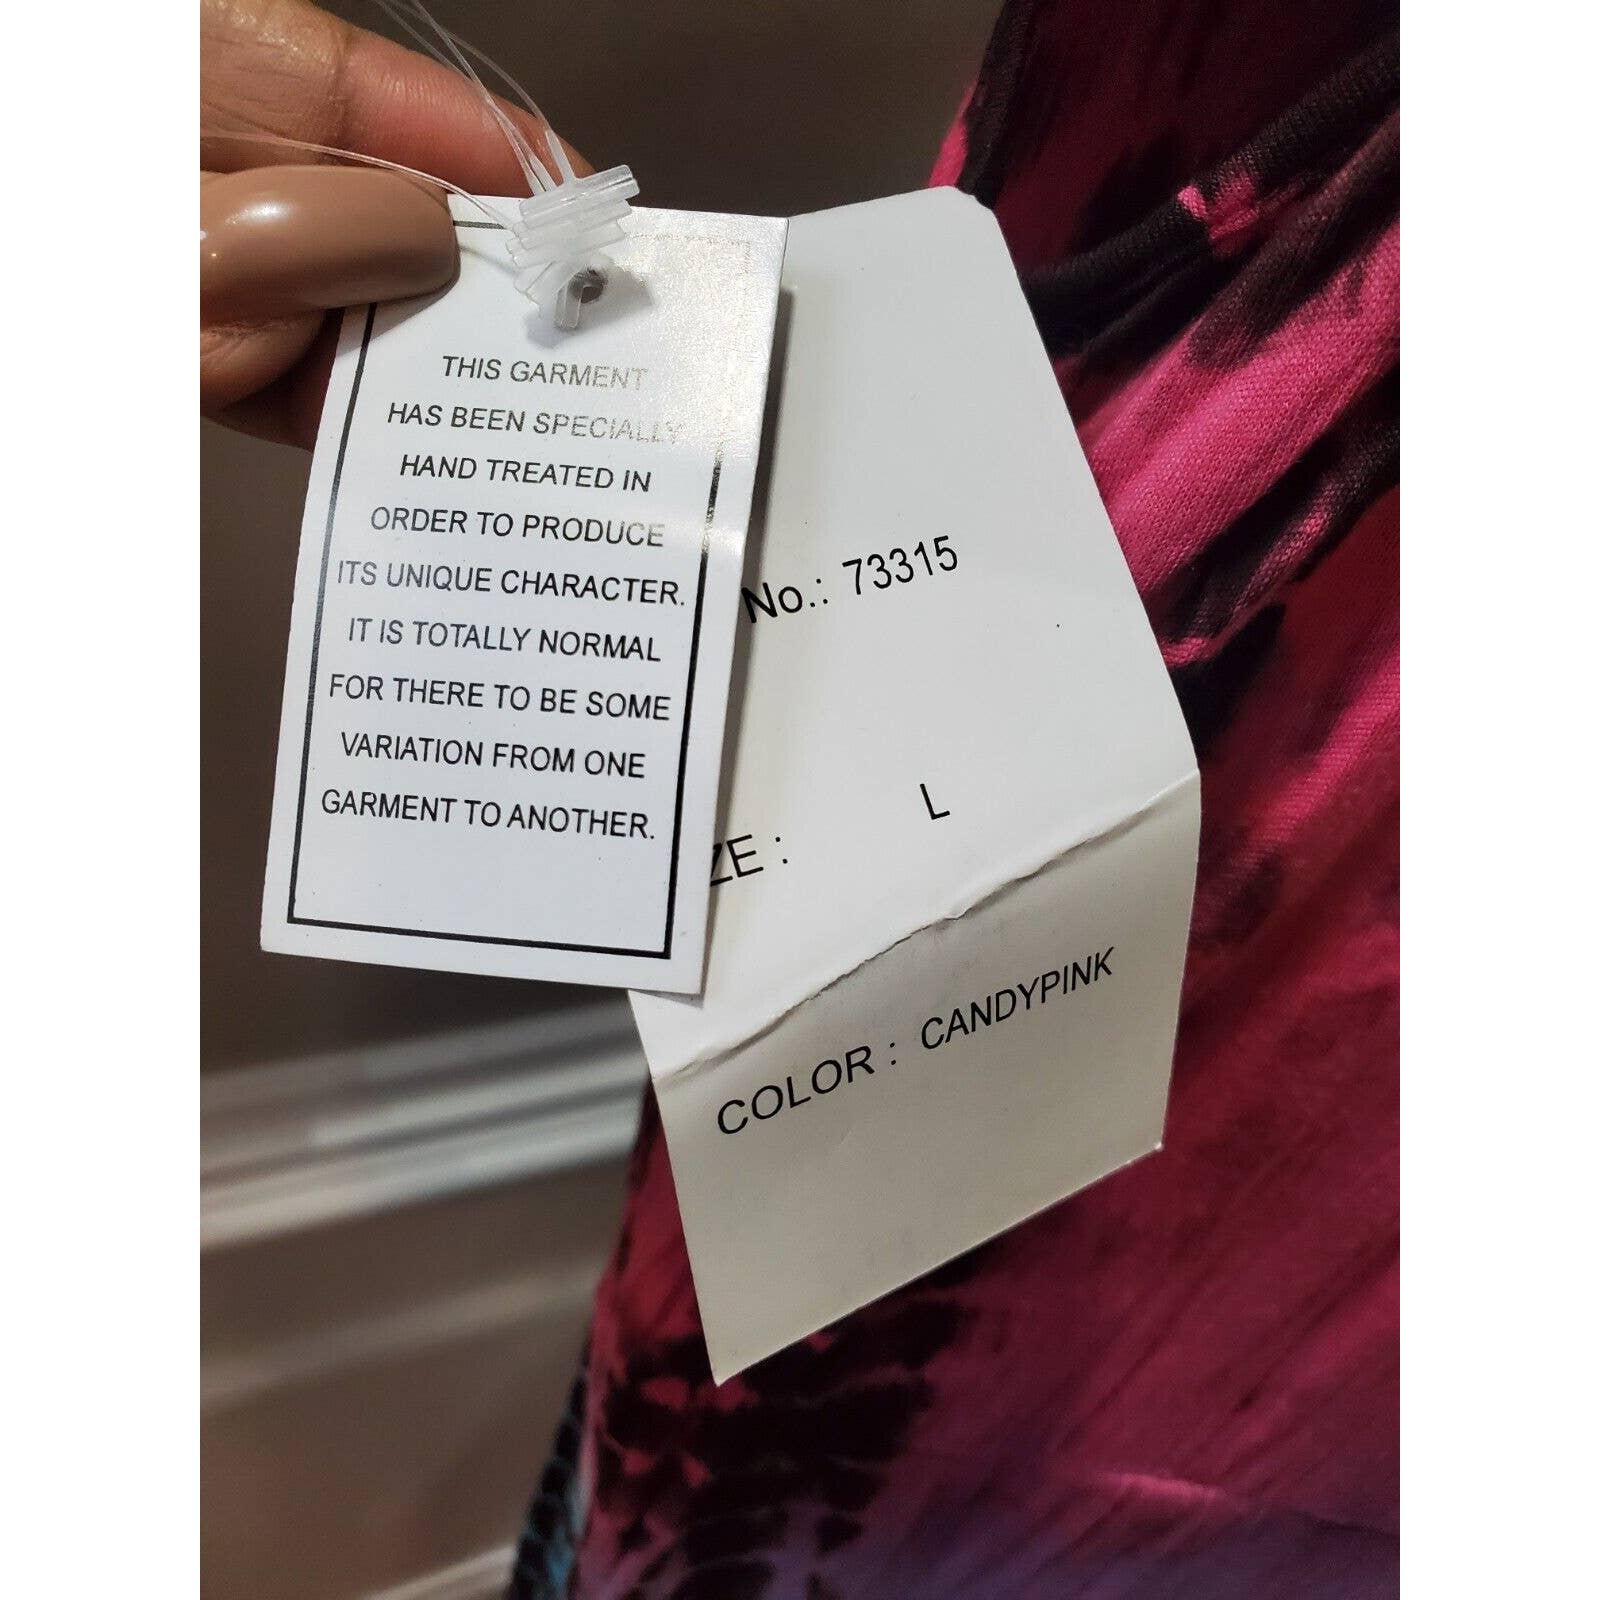 THIS GARMENT
HAS BEEN SPECIALLY
HAND TREATED IN
ORDER TO PRODUCE
ITS UNIQUE CHARACTER.
IT IS TOTALLY NORMAL
FOR THERE TO BE SOME
VARIATION FROM ONE
GARMENT TO ANOTHER.
No.: 73315
ZE : L
COLOR : CANDYPINK